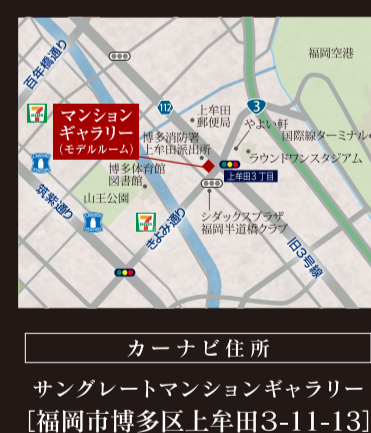 百年橋通り
福岡空港
112
3
マンション
ギャラリー
(モデルルーム)
上牟田
郵便局
やよい軒
国際線ターミナル
博多消防署
上牟田派出所
ラウンドワンスタジアム
博多体育館
図書館
上牟田3丁目
山王公園
筑紫通り
きよみ通り
シダックスプラザ
福岡半道橋クラブ
旧3号線
カーナビ住所
サングレートマンションギャラリー
[福岡市博多区上牟田3-11-13]